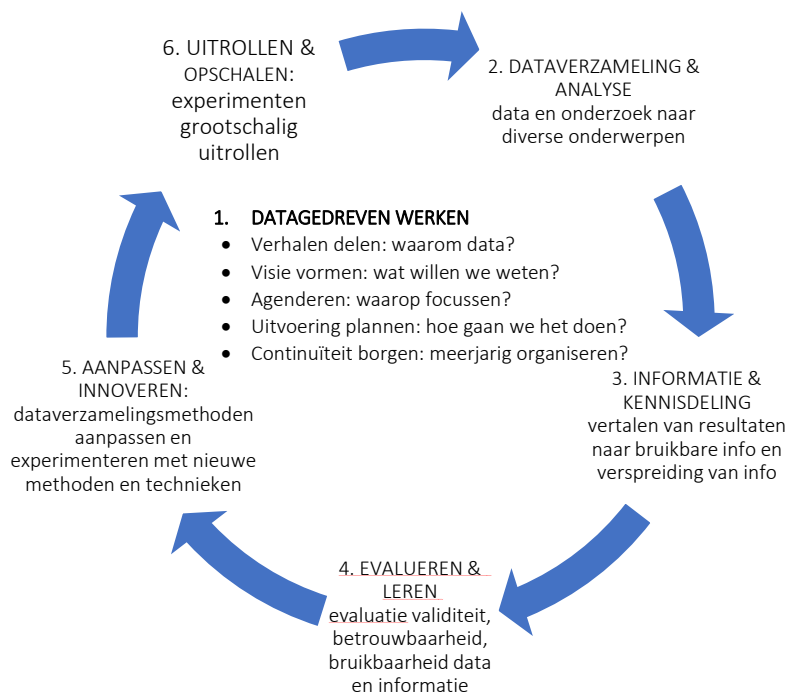 6. UITROLLEN &
OPSCHALEN:
experimenten
grootschalig
uitrollen
2. DATAVERZAMELING &
ANALYSE
data en onderzoek naar
diverse onderwerpen
1. DATAGEDREVEN WERKEN
• Verhalen delen: waarom data?
• Visie vormen: wat willen we weten?
• Agenderen: waarop focussen?
• Uitvoering plannen: hoe gaan we het doen?
• Continuïteit borgen: meerjarig organiseren?
3. INFORMATIE &
KENNISDELING
vertalen van resultaten
naar bruikbare info en
verspreiding van info
4. EVALUEREN &
LEREN
evaluatie validiteit,
betrouwbaarheid,
bruikbaarheid data
en informatie
5. AANPASSEN &
INNOVEREN:
dataverzamelingsmethoden
aanpassen en
experimenteren met nieuwe
methoden en technieken